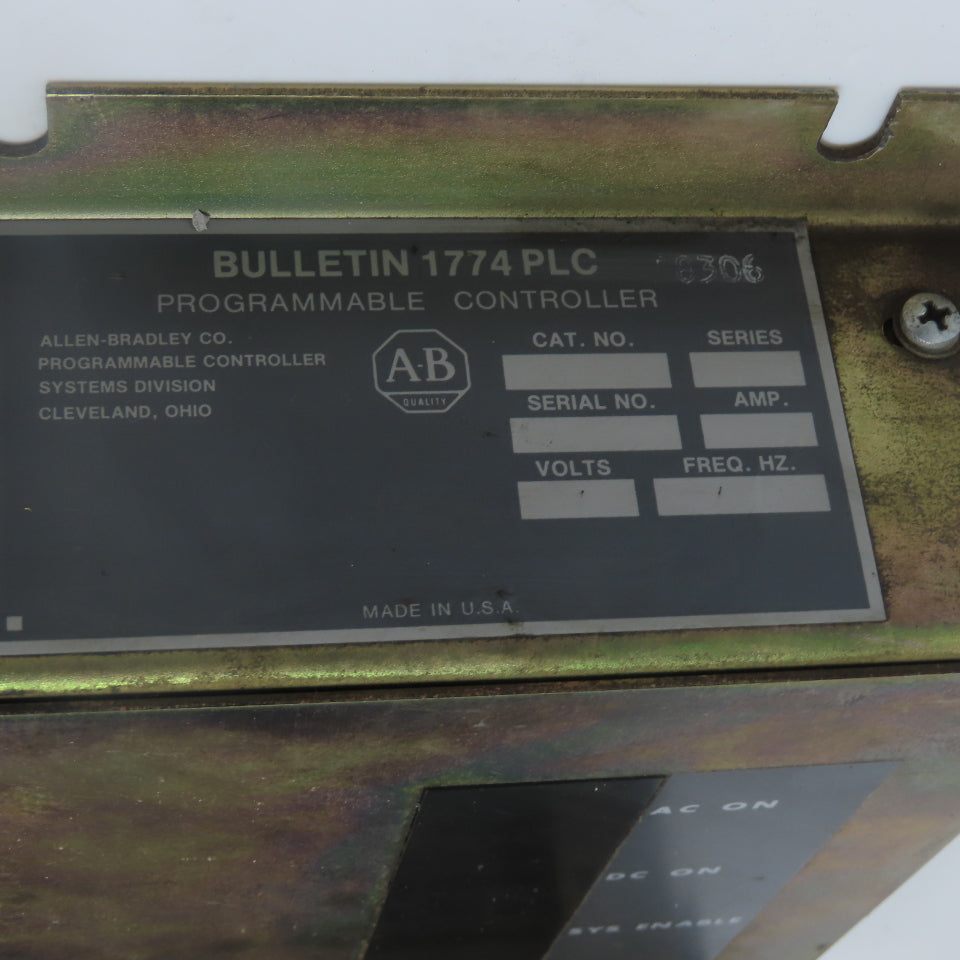 BULLETIN 1774 PLC
PROGRAMMABLE CONTROLLER
ALLEN-BRADLEY CO.
PROGRAMMABLE CONTROLLER
SYSTEMS DIVISION
CLEVELAND, OHIO
A·B
QUALITY
CAT. NO. SERIES
SERIAL NO. AMP.
VOLTS FREQ. HZ.
MADE IN U.S.A.
AC ON
DC ON
SYS ENABLE